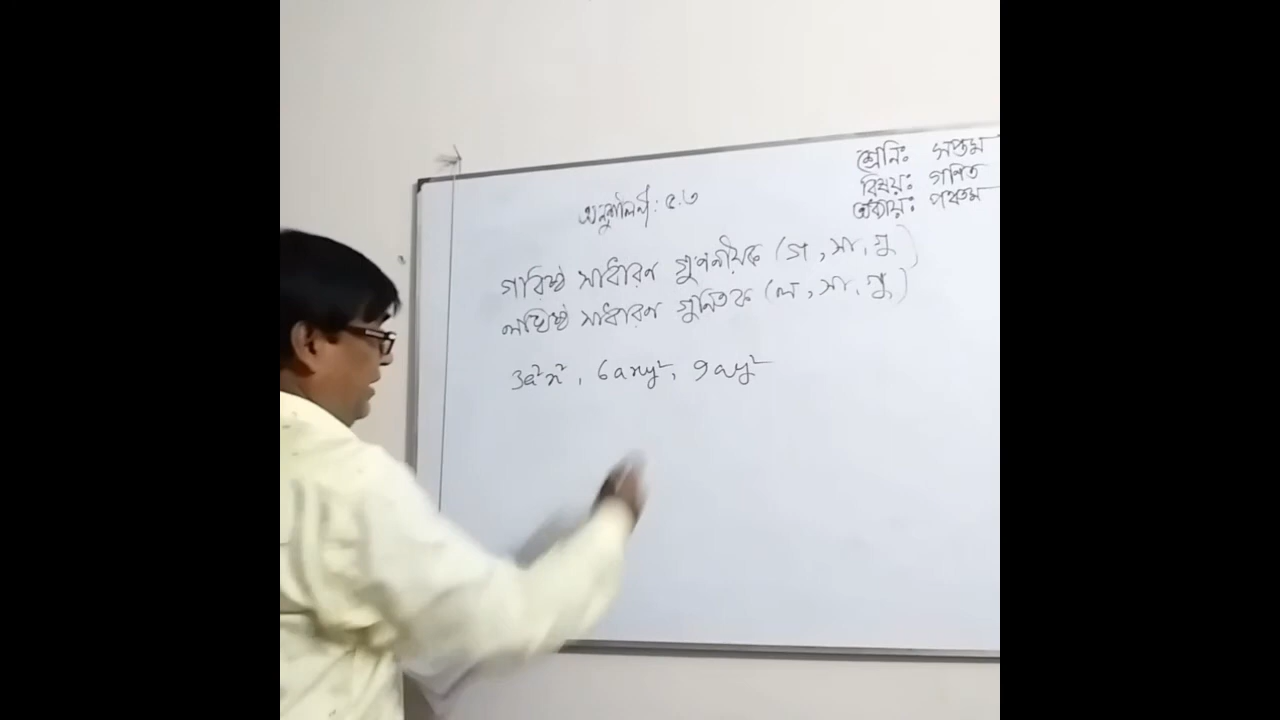 শ্রেনিঃ সপ্তম
বিষয়ঃ গণিত
অধ্যায়ঃ পঞ্চম
অনুশীলনী: ৫.৩
গরিষ্ঠ সাধারণ গুণনীয়ক (গ, সা, গু)
লঘিষ্ঠ সাধারণ গুণিতক (ল, সা, গু)
3a²x², 6axy², 9ay²